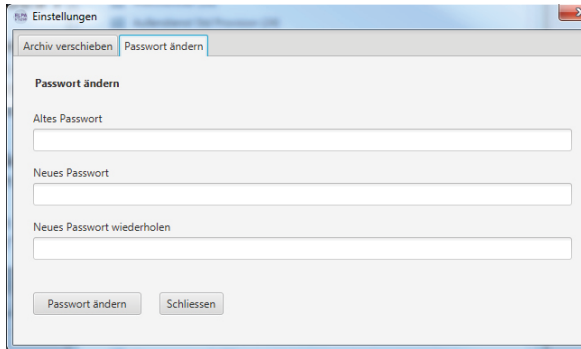 Einstellungen
Archiv verschieben Passwort ändern
Passwort ändern
Altes Passwort
Neues Passwort
Neues Passwort wiederholen
Passwort ändern Schliessen